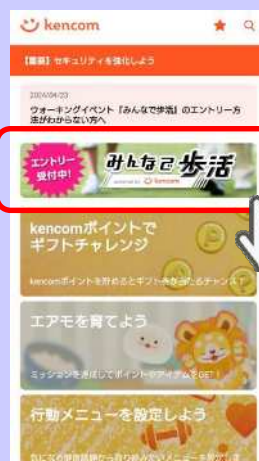 kencom
【重要】セキュリティを強化しよう
2024/04/23
ウォーキングイベント「みんなで歩活」のエントリー方
法がわからない方へ
エントリー
受付中!
みんなで歩活
powered by kencom
kencomポイントで
ギフトチャレンジ
kencomポイントを貯めるとギフト券が当たるチャンス！
エアモを育てよう
ミッションを達成してポイントやアイテムをGET！
行動メニューを設定しよう